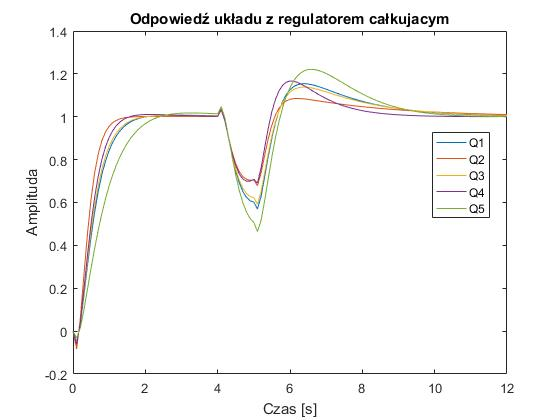 Odpowiedź układu z regulatorem całkujacym
1.4
1.2
1
0.8
0.6
0.4
0.2
0
-0.2
Amplituda
Q1
Q2
Q3
Q4
Q5
0 2 4 6 8 10 12
Czas [s]